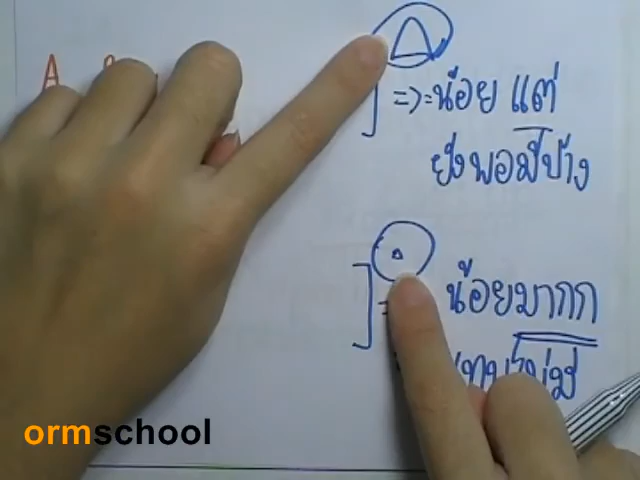 A
=> = น้อย แต่
ยังพอมีบ้าง
น้อยมากก
ormschool